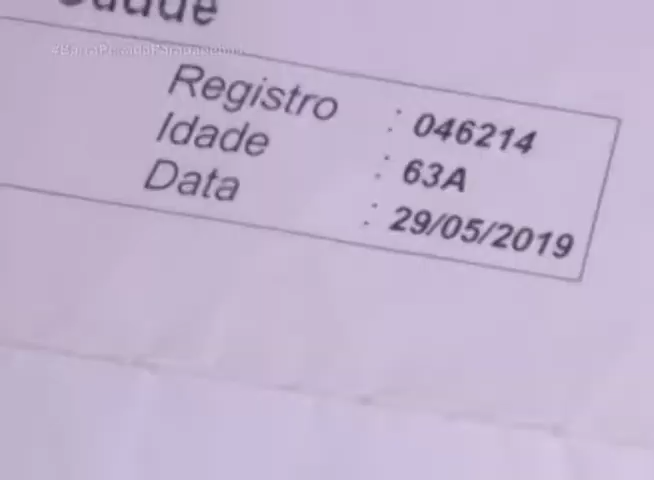 Registro : 046214
Idade : 63A
Data : 29/05/2019